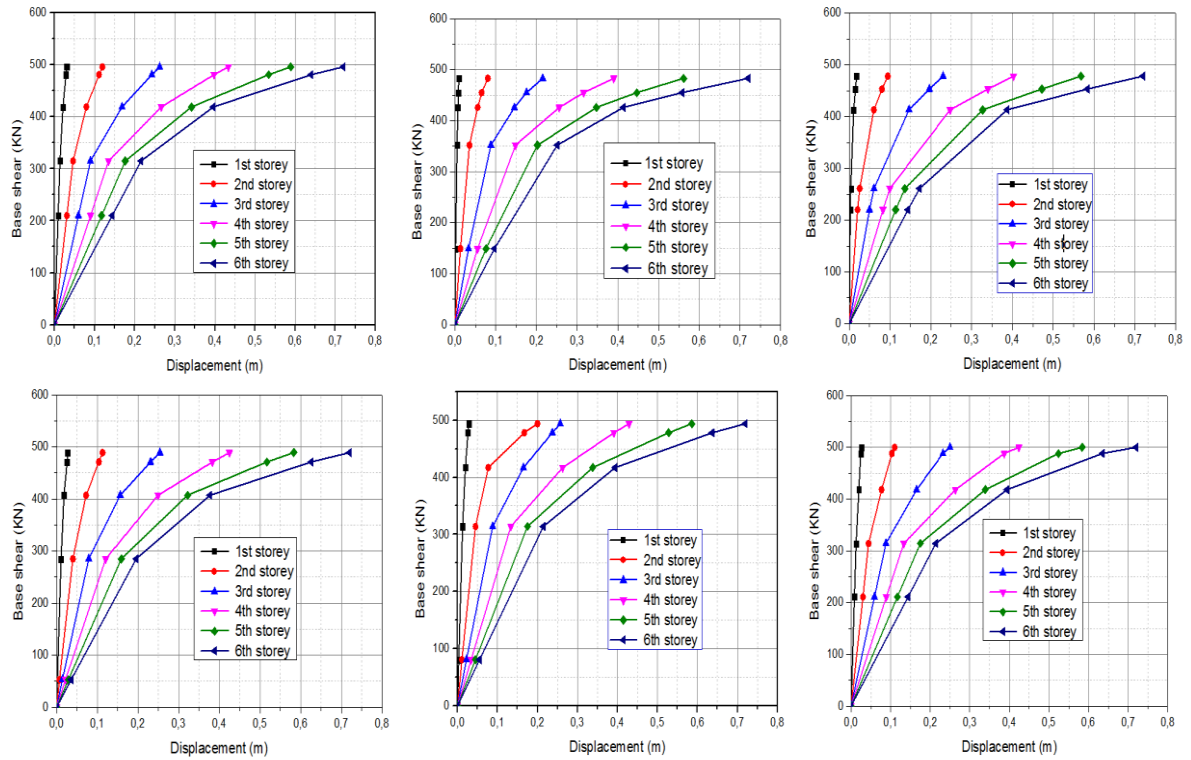 600
500
400
300
200
100
0
Base shear (KN)
1st storey
2nd storey
3rd storey
4th storey
5th storey
6th storey
0,0 0,1 0,2 0,3 0,4 0,5 0,6 0,7 0,8
Displacement (m)
600
500
400
300
200
100
0
Base shear (KN)
1st storey
2nd storey
3rd storey
4th storey
5th storey
6th storey
0,0 0,1 0,2 0,3 0,4 0,5 0,6 0,7 0,8
Displacement (m)
600
500
400
300
200
100
0
Base shear (KN)
1st storey
2nd storey
3rd storey
4th storey
5th storey
6th storey
0,0 0,1 0,2 0,3 0,4 0,5 0,6 0,7 0,8
Displacement (m)
600
500
400
300
200
100
0
Base shear (KN)
1st storey
2nd storey
3rd storey
4th storey
5th storey
6th storey
0,0 0,1 0,2 0,3 0,4 0,5 0,6 0,7 0,8
Displacement (m)
500
400
300
200
100
0
Base shear (KN)
1st storey
2nd storey
3rd storey
4th storey
5th storey
6th storey
0,0 0,1 0,2 0,3 0,4 0,5 0,6 0,7 0,8
Displacement (m)
600
500
400
300
200
100
0
Base shear (KN)
1st storey
2nd storey
3rd storey
4th storey
5th storey
6th storey
0,0 0,1 0,2 0,3 0,4 0,5 0,6 0,7 0,8
Displacement (m)